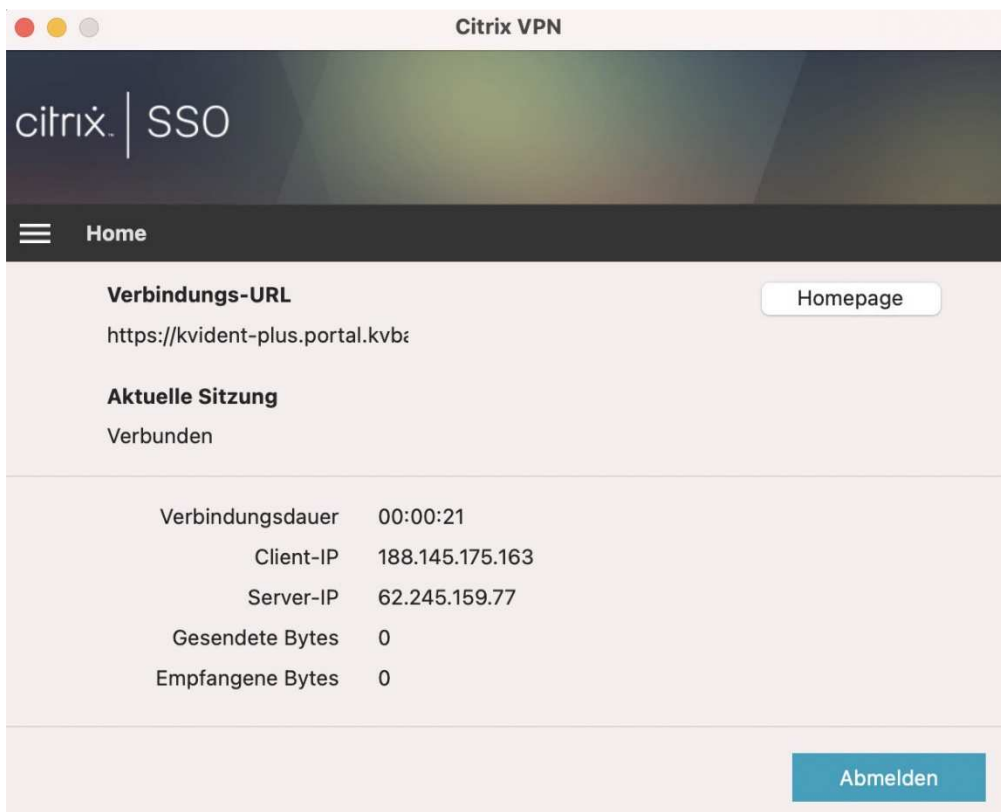 Citrix VPN
citrix. | SSO
Home
Verbindungs-URL
Homepage
https://kvident-plus.portal.kvba
Aktuelle Sitzung
Verbunden
Verbindungsdauer 00:00:21
Client-IP 188.145.175.163
Server-IP 62.245.159.77
Gesendete Bytes 0
Empfangene Bytes 0
Abmelden